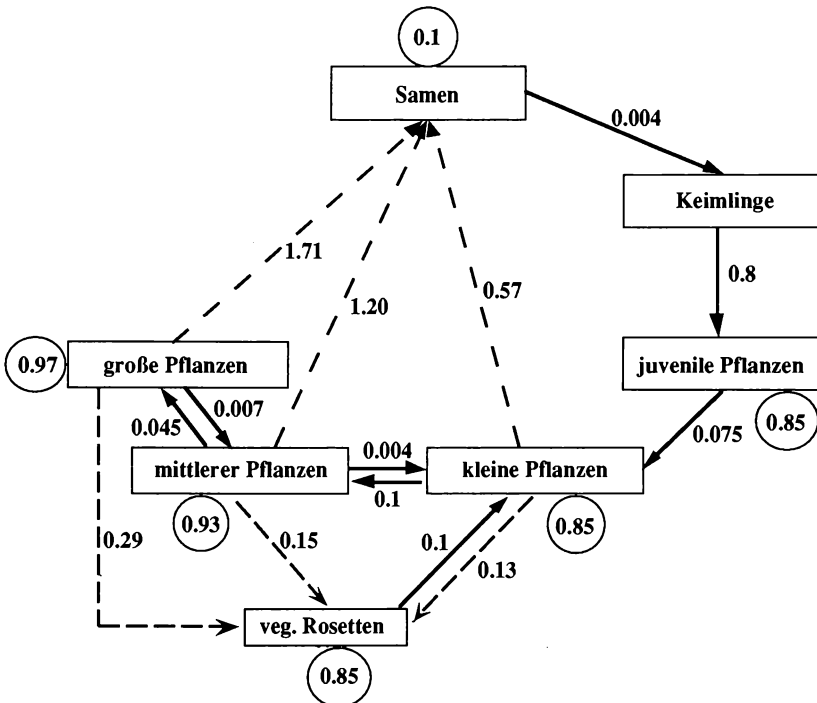 0.1
Samen
0.004
Keimlinge
1.71
1.20
0.57
0.8
0.97
große Pflanzen
juvenile Pflanzen
0.007
0.045
0.85
0.075
mittlerer Pflanzen
0.004
kleine Pflanzen
0.1
0.93
0.85
0.29
0.15
0.1
0.13
veg. Rosetten
0.85